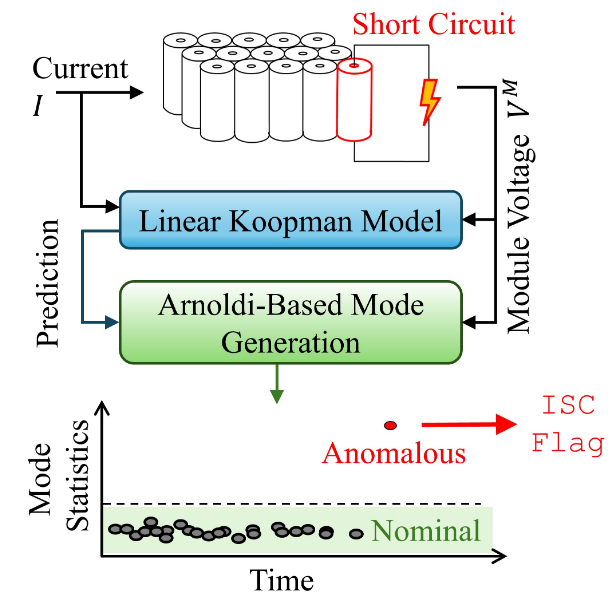 Short Circuit
Current
I
Module Voltage V^M
Linear Koopman Model
Prediction
Arnoldi-Based Mode
Generation
ISC
Flag
Anomalous
Mode
Statistics
Nominal
Time